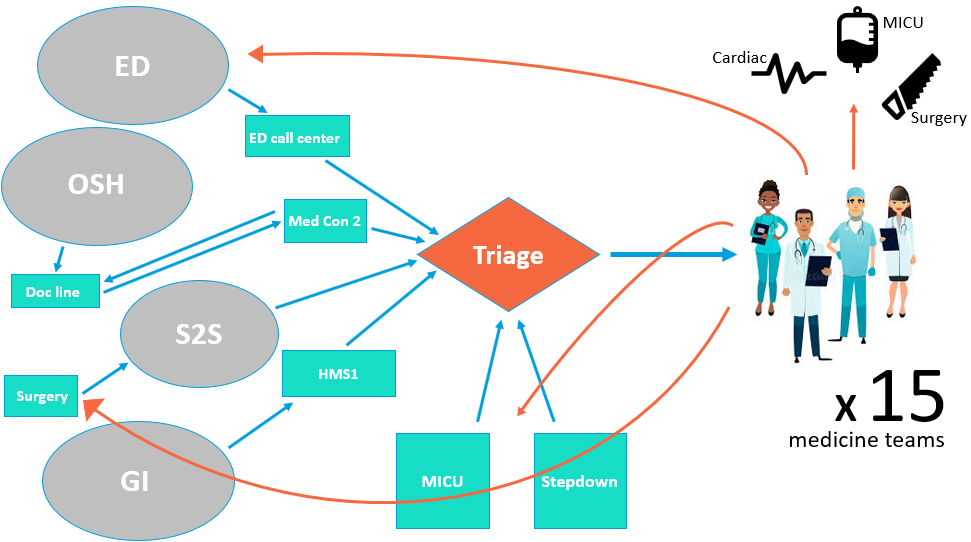 ED
ED call center
OSH
Med Con 2
Doc line
S2S
Surgery
HMS1
GI
Triage
MICU
Stepdown
Cardiac
MICU
Surgery
x 15
medicine teams